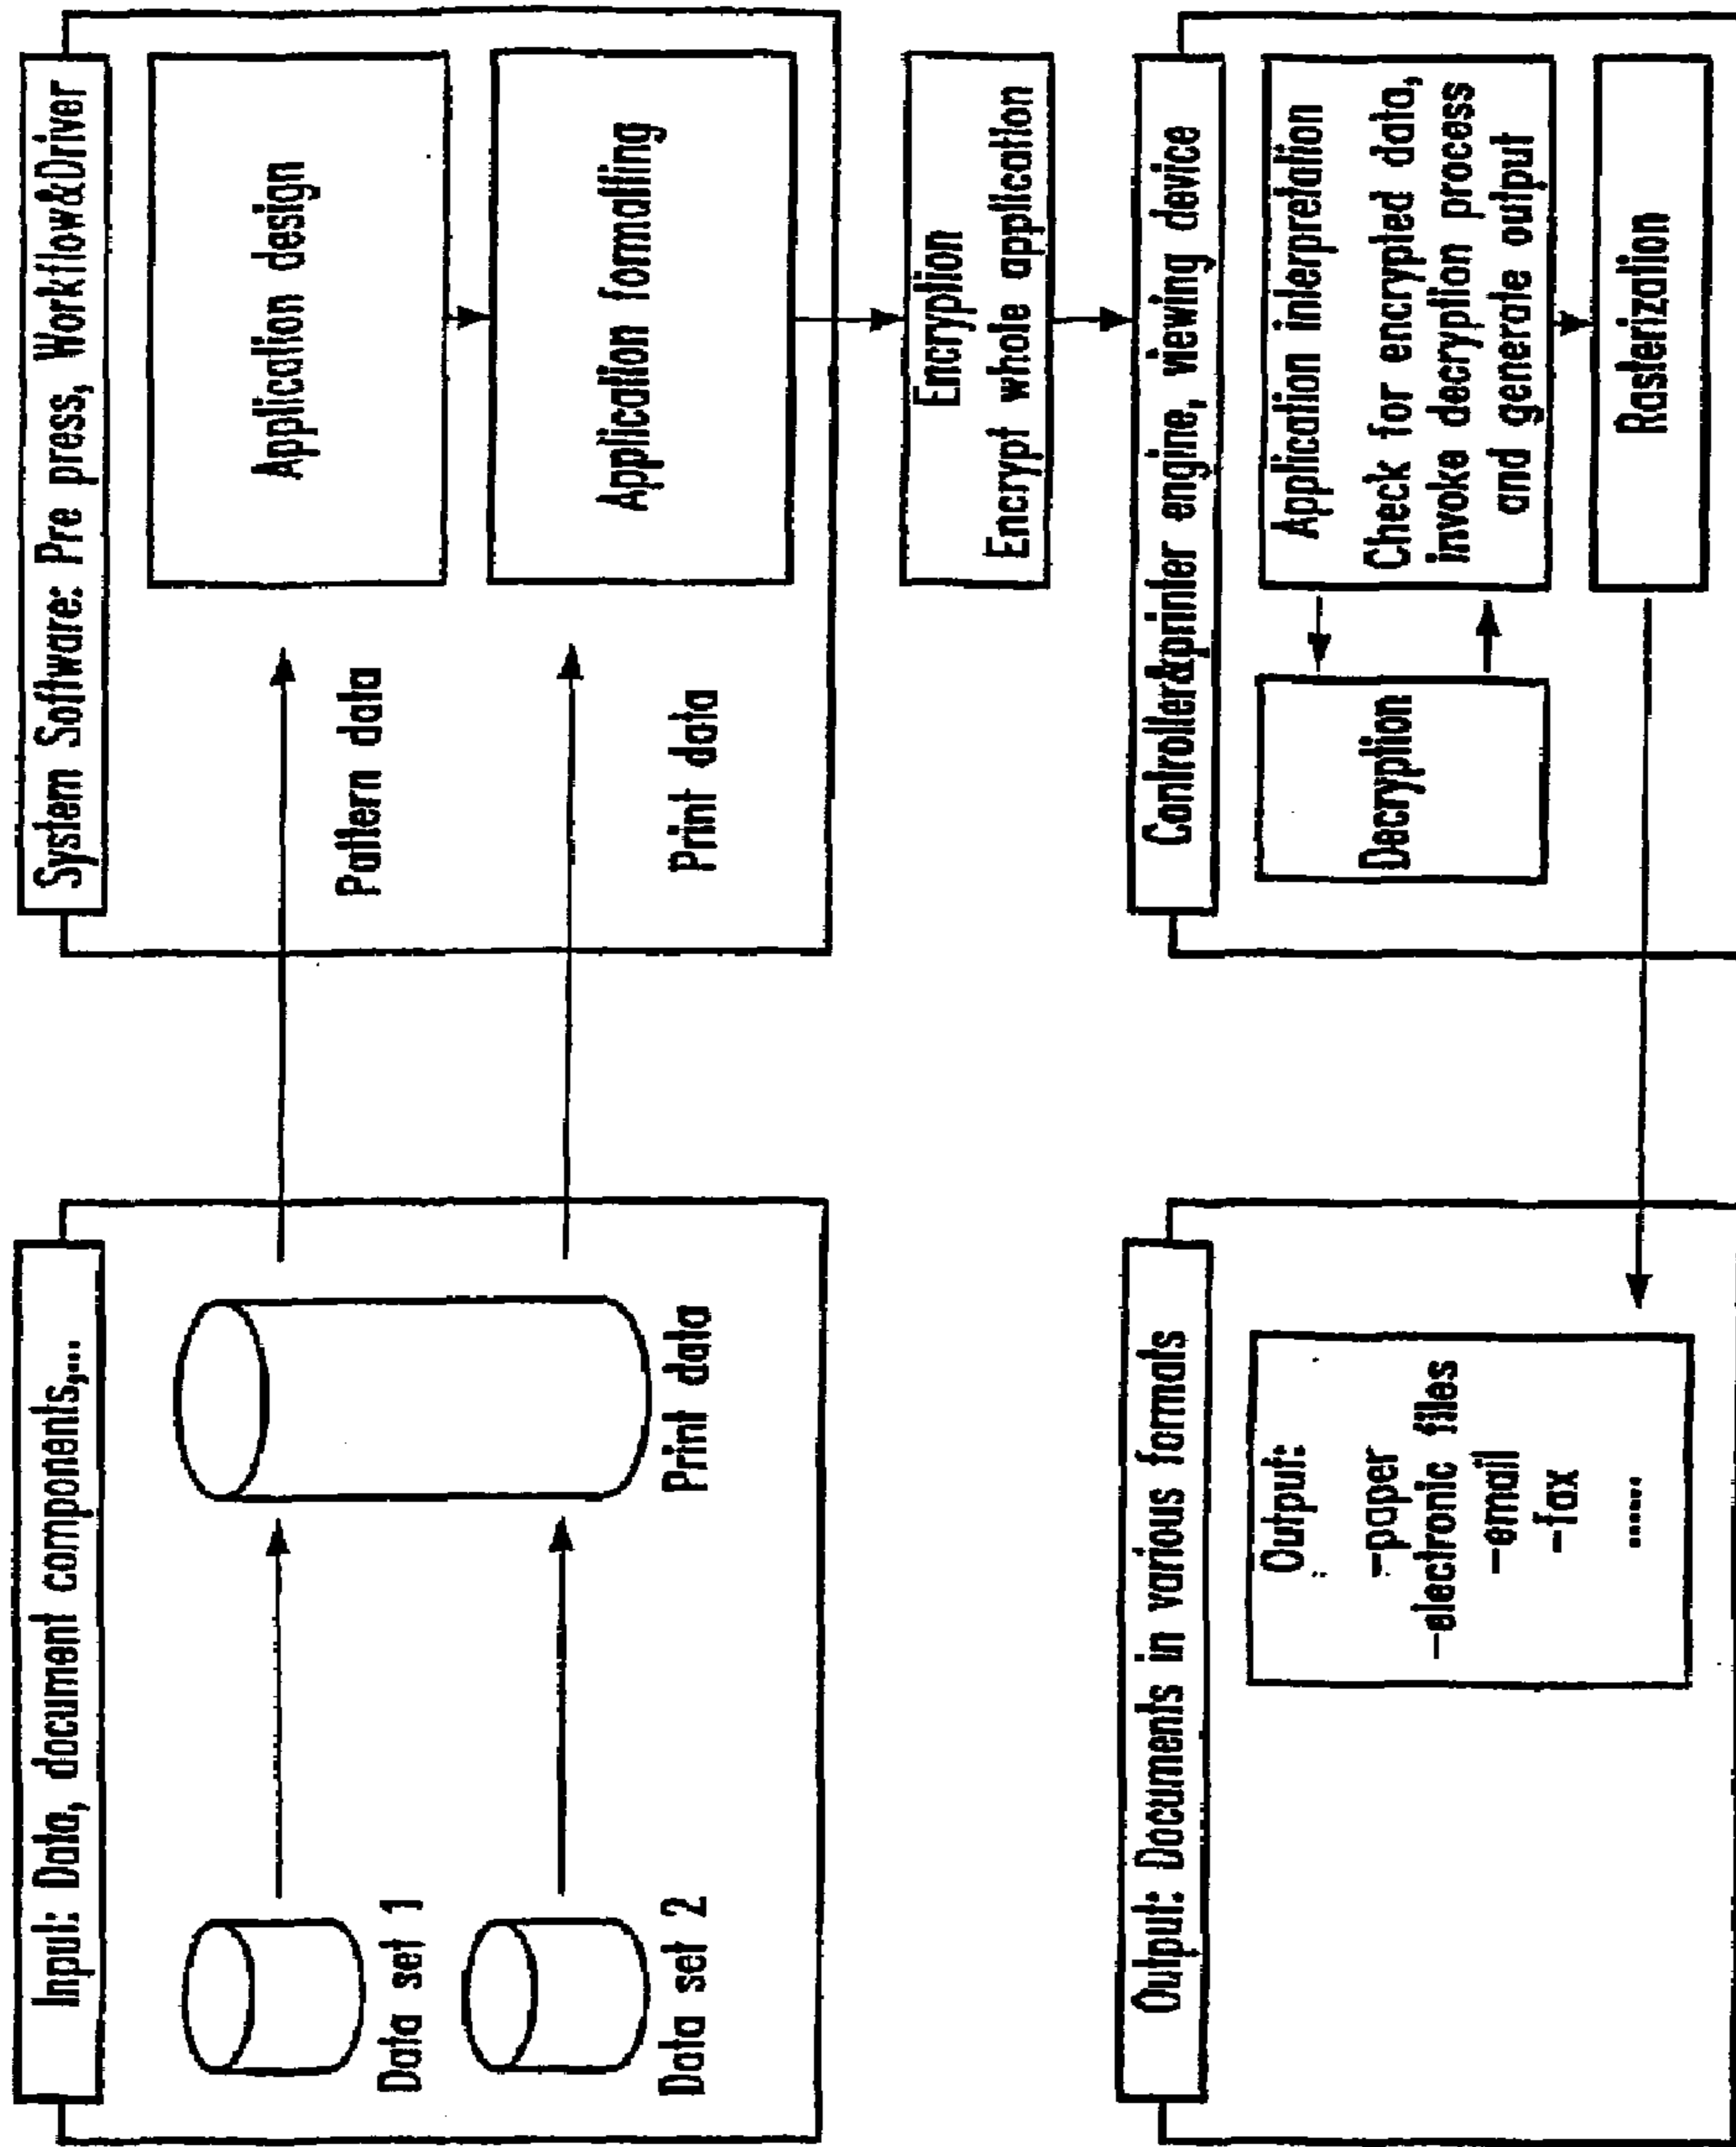 Input: Data, document components,...
Data set 1
Data set 2
Print data
Pattern data
Print data
System Software: Pre press, Workflow&Driver
Application design
Application formatting
Encryption
Encrypt whole application
Controller&printer engine, viewing device
Application interpretation
Check for encrypted data,
invoke decryption process
and generate output
Decryption
Rasterization
Output: Documents in various formats
Output:
-paper
-electronic files
-email
-fax
......